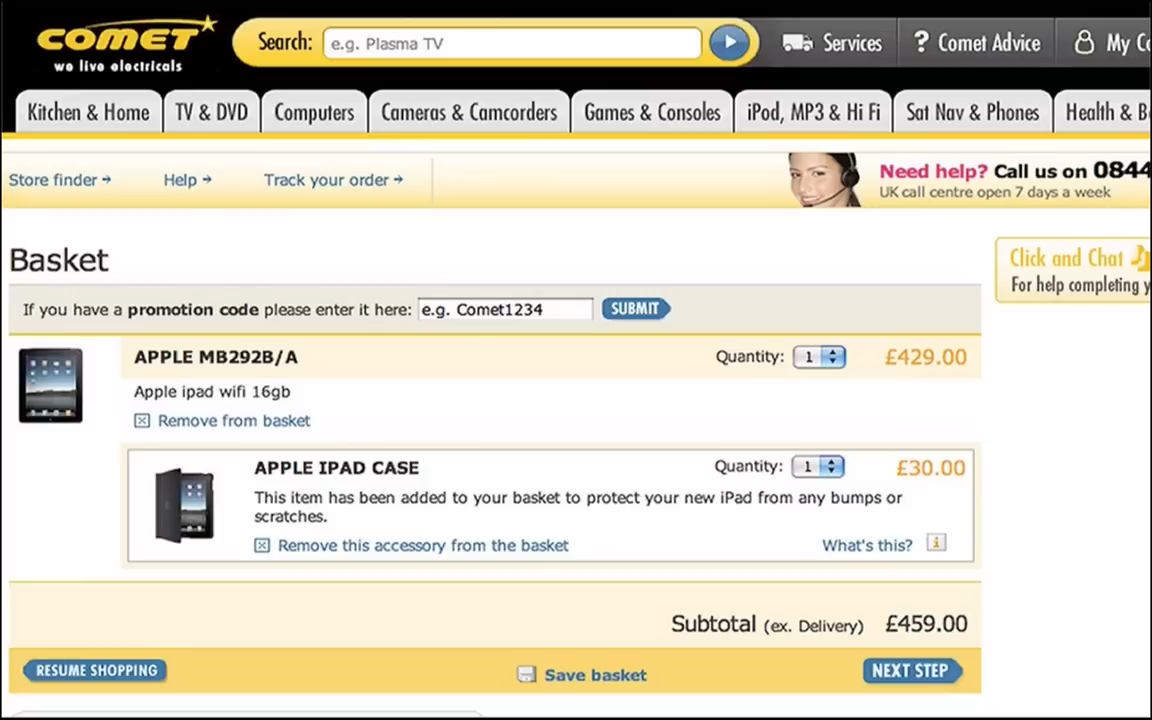 COMET
we live electricals
Search: e.g. Plasma TV
Services
? Comet Advice
My Co
Kitchen & Home
TV & DVD
Computers
Cameras & Camcorders
Games & Consoles
iPod, MP3 & Hi Fi
Sat Nav & Phones
Health & B
Store finder →
Help →
Track your order →
Need help? Call us on 0844
UK call centre open 7 days a week
Basket
Click and Chat
For help completing y
If you have a promotion code please enter it here: e.g. Comet1234 SUBMIT
APPLE MB292B/A Quantity: 1 £429.00
Apple ipad wifi 16gb
Remove from basket
APPLE IPAD CASE Quantity: 1 £30.00
This item has been added to your basket to protect your new iPad from any bumps or
scratches.
Remove this accessory from the basket What's this? i
Subtotal (ex. Delivery) £459.00
RESUME SHOPPING Save basket NEXT STEP